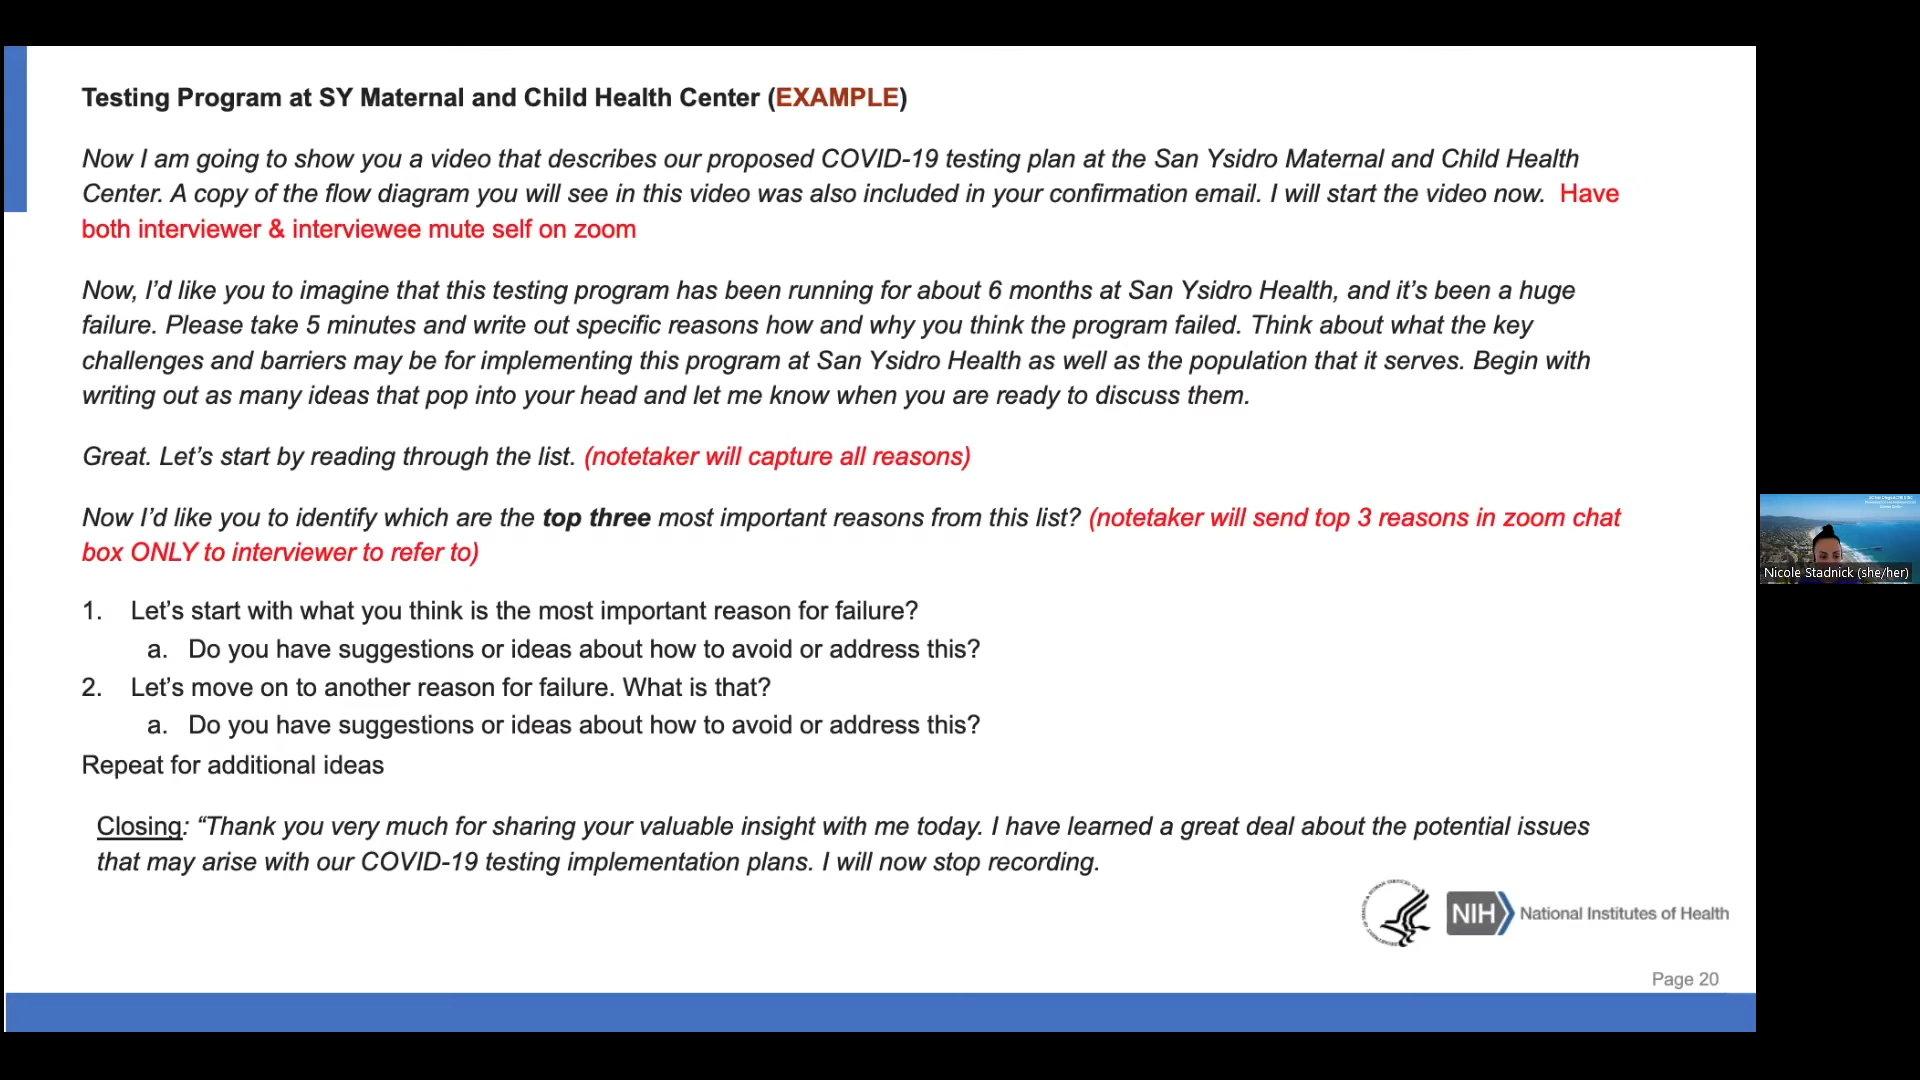 Testing Program at SY Maternal and Child Health Center (EXAMPLE)
Now I am going to show you a video that describes our proposed COVID-19 testing plan at the San Ysidro Maternal and Child Health
Center. A copy of the flow diagram you will see in this video was also included in your confirmation email. I will start the video now. Have
both interviewer & interviewee mute self on zoom
Now, I’d like you to imagine that this testing program has been running for about 6 months at San Ysidro Health, and it’s been a huge
failure. Please take 5 minutes and write out specific reasons how and why you think the program failed. Think about what the key
challenges and barriers may be for implementing this program at San Ysidro Health as well as the population that it serves. Begin with
writing out as many ideas that pop into your head and let me know when you are ready to discuss them.
Great. Let’s start by reading through the list. (notetaker will capture all reasons)
Now I’d like you to identify which are the top three most important reasons from this list? (notetaker will send top 3 reasons in zoom chat
box ONLY to interviewer to refer to)
1. Let’s start with what you think is the most important reason for failure?
a. Do you have suggestions or ideas about how to avoid or address this?
2. Let’s move on to another reason for failure. What is that?
a. Do you have suggestions or ideas about how to avoid or address this?
Repeat for additional ideas
Closing: “Thank you very much for sharing your valuable insight with me today. I have learned a great deal about the potential issues
that may arise with our COVID-19 testing implementation plans. I will now stop recording.
NIH National Institutes of Health
Page 20
Nicole Stadnick (she/her)